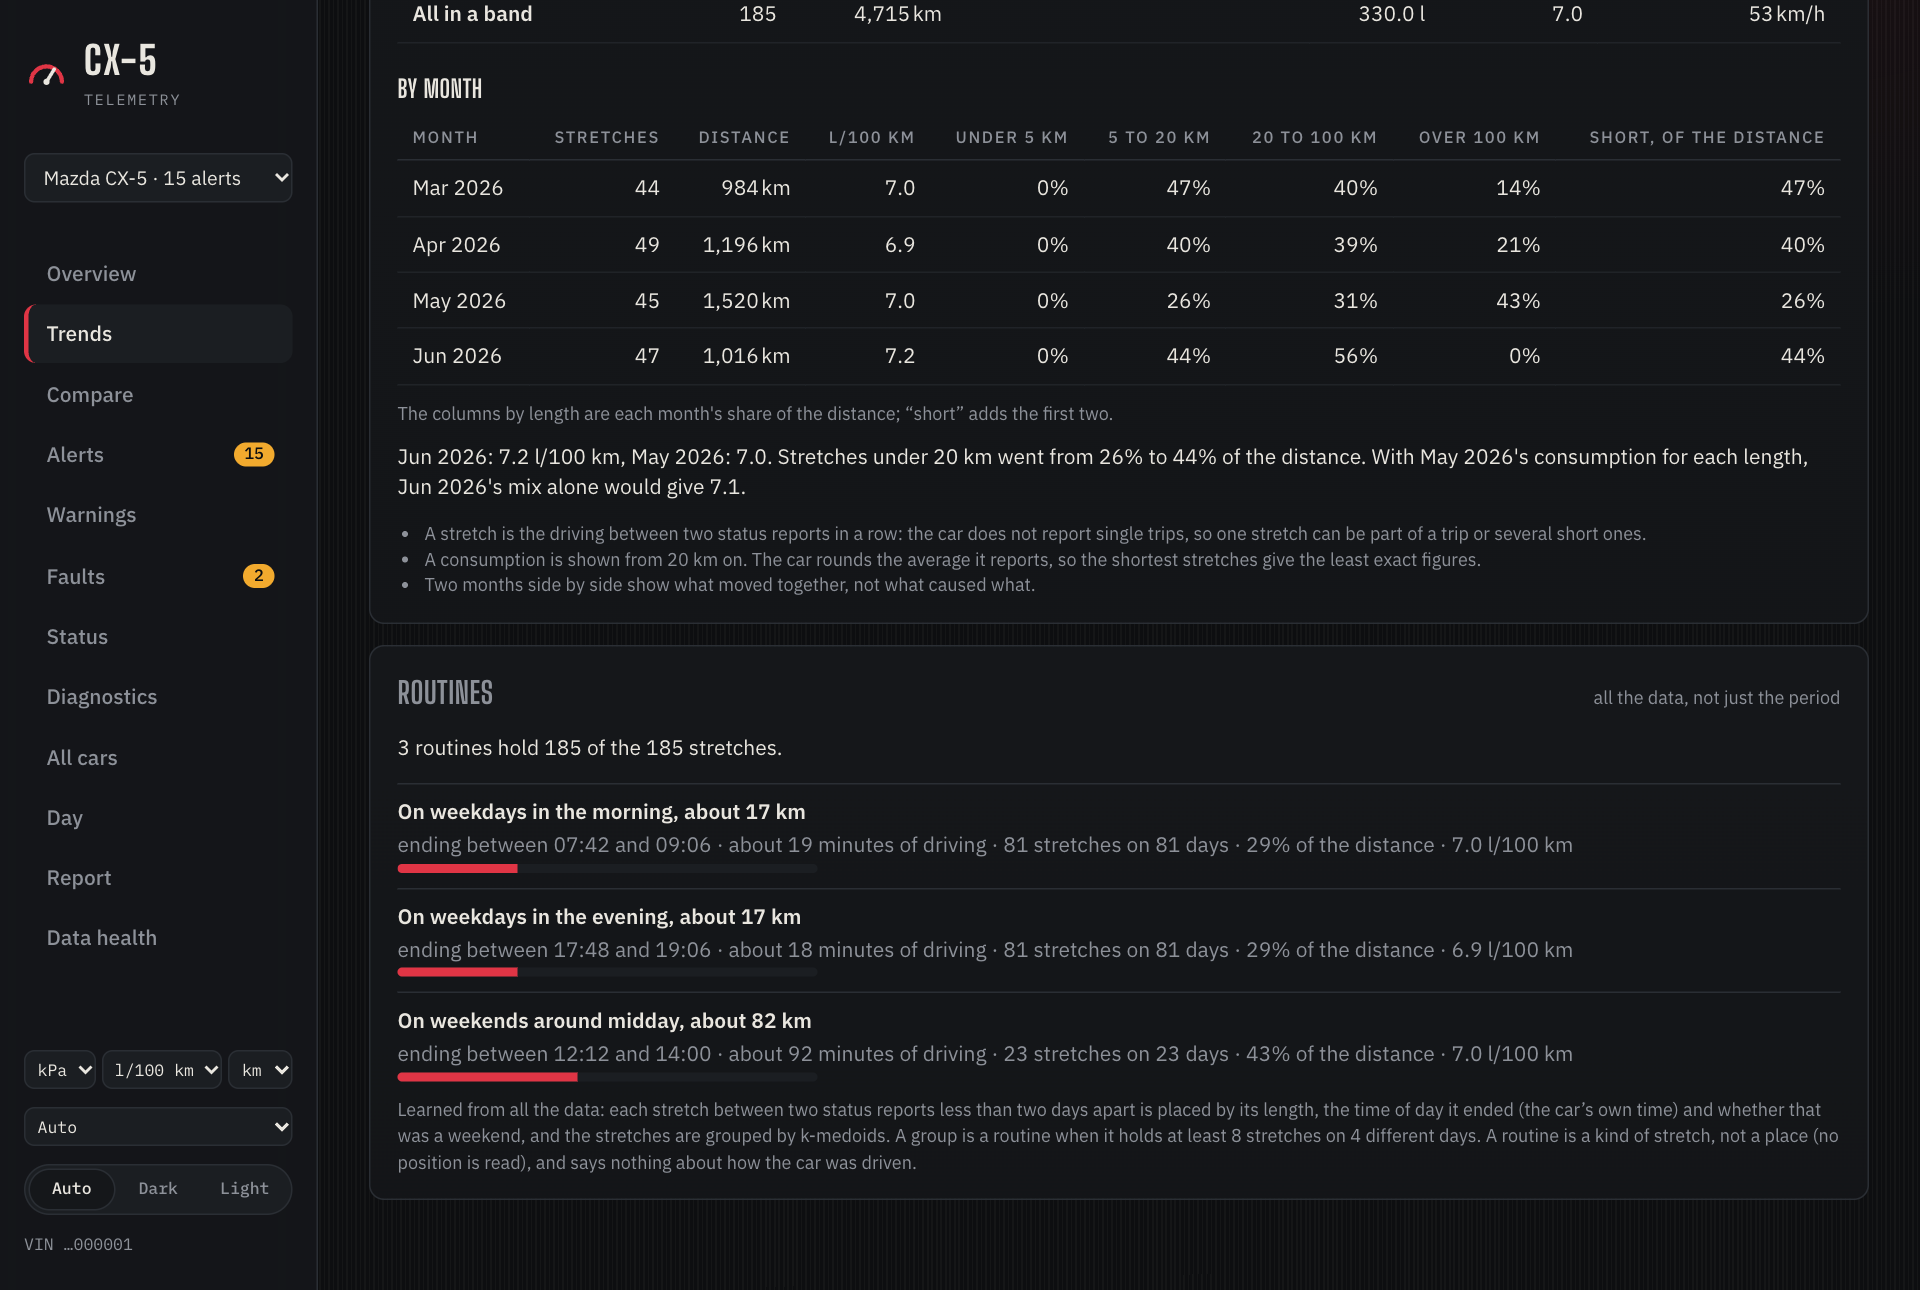 CX-5
TELEMETRY
Mazda CX-5 · 15 alerts
Overview
Trends
Compare
Alerts 15
Warnings
Faults 2
Status
Diagnostics
All cars
Day
Report
Data health
kPa l/100 km km
Auto
Auto Dark Light
VIN …000001
All in a band 185 4,715 km 330.0 l 7.0 53 km/h
BY MONTH
MONTH STRETCHES DISTANCE L/100 KM UNDER 5 KM 5 TO 20 KM 20 TO 100 KM OVER 100 KM SHORT, OF THE DISTANCE
Mar 2026 44 984 km 7.0 0% 47% 40% 14% 47%
Apr 2026 49 1,196 km 6.9 0% 40% 39% 21% 40%
May 2026 45 1,520 km 7.0 0% 26% 31% 43% 26%
Jun 2026 47 1,016 km 7.2 0% 44% 56% 0% 44%
The columns by length are each month's share of the distance; “short” adds the first two.
Jun 2026: 7.2 l/100 km, May 2026: 7.0. Stretches under 20 km went from 26% to 44% of the distance. With May 2026's consumption for each length,
Jun 2026's mix alone would give 7.1.
• A stretch is the driving between two status reports in a row: the car does not report single trips, so one stretch can be part of a trip or several short ones.
• A consumption is shown from 20 km on. The car rounds the average it reports, so the shortest stretches give the least exact figures.
• Two months side by side show what moved together, not what caused what.
ROUTINES
all the data, not just the period
3 routines hold 185 of the 185 stretches.
On weekdays in the morning, about 17 km
ending between 07:42 and 09:06 · about 19 minutes of driving · 81 stretches on 81 days · 29% of the distance · 7.0 l/100 km
On weekdays in the evening, about 17 km
ending between 17:48 and 19:06 · about 18 minutes of driving · 81 stretches on 81 days · 29% of the distance · 6.9 l/100 km
On weekends around midday, about 82 km
ending between 12:12 and 14:00 · about 92 minutes of driving · 23 stretches on 23 days · 43% of the distance · 7.0 l/100 km
Learned from all the data: each stretch between two status reports less than two days apart is placed by its length, the time of day it ended (the car’s own time) and whether that
was a weekend, and the stretches are grouped by k-medoids. A group is a routine when it holds at least 8 stretches on 4 different days. A routine is a kind of stretch, not a place (no
position is read), and says nothing about how the car was driven.